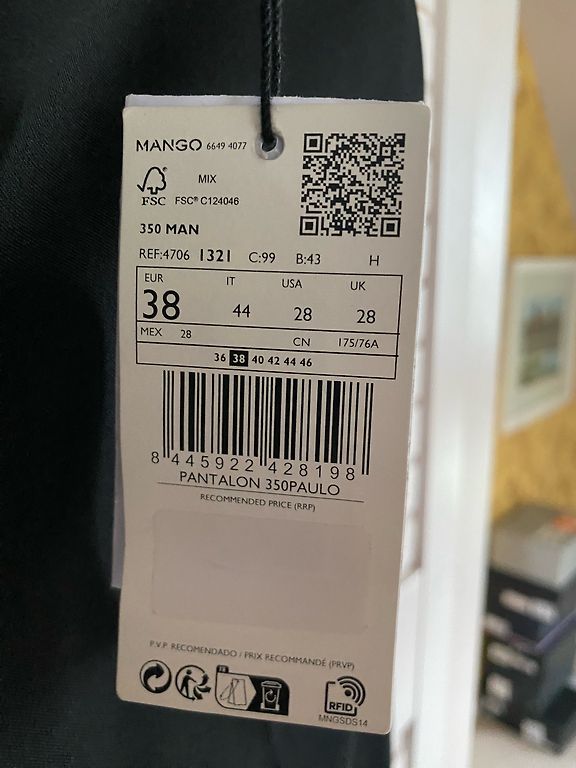 MANGO 6649 4077
MIX
FSC FSC® C124046
350 MAN
REF:4706 1321 C:99 B:43 H
EUR IT USA UK
38 44 28 28
MEX 28 CN 175/76A
36 38 40 42 44 46
8 445922 428198
PANTALON 350PAULO
RECOMMENDED PRICE (RRP)
P.V.P. RECOMENDADO / PRIX RECOMMANDÉ (PRVP)
RFID
MNGSDS14